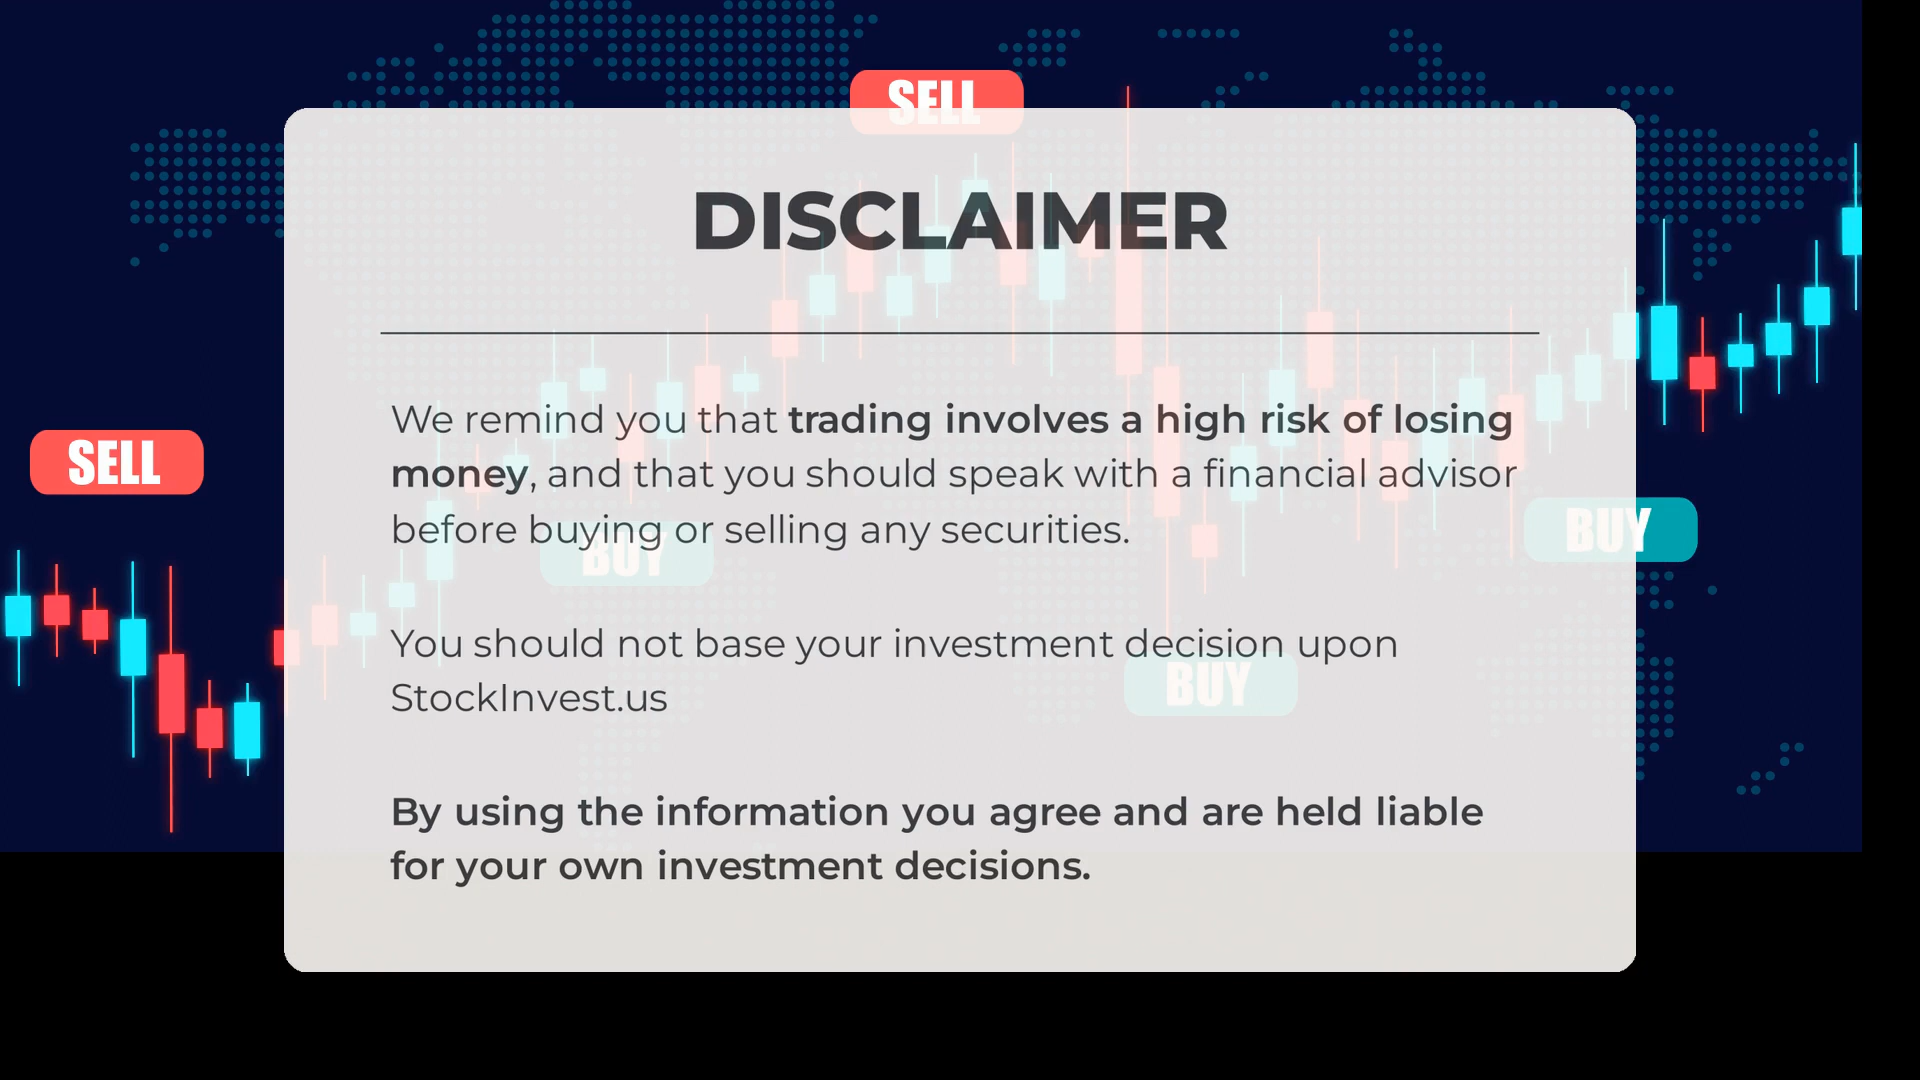 SELL
DISCLAIMER
We remind you that trading involves a high risk of losing
money, and that you should speak with a financial advisor
before buying or selling any securities.
SELL
BUY
BUY
You should not base your investment decision upon
StockInvest.us
BUY
By using the information you agree and are held liable
for your own investment decisions.